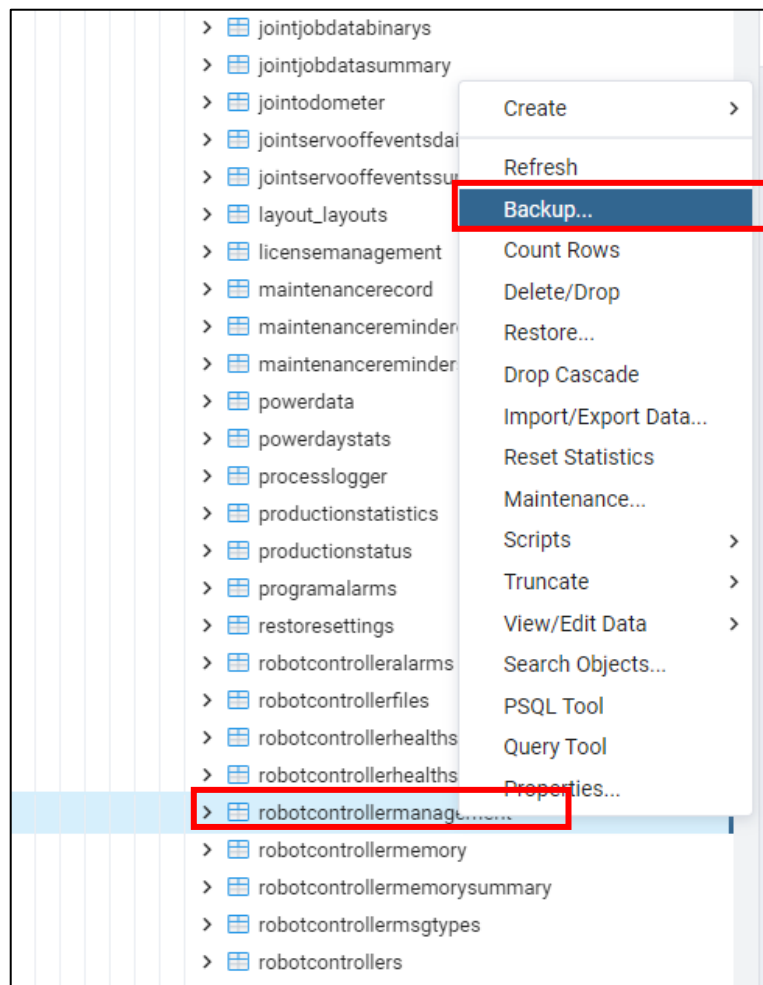 jointjobdatabinarys
jointjobdatasummary
jointodometer
jointservooffeventsdai
jointservooffeventssu
layout_layouts
licensemanagement
maintenancerecord
maintenancereminder
maintenancereminder
powerdata
powerdaystats
processlogger
productionstatistics
productionstatus
programalarms
restoresettings
robotcontrolleralarms
robotcontrollerfiles
robotcontrollerhealths
robotcontrollerhealths
robotcontrollermanagement
robotcontrollermemory
robotcontrollermemorysummary
robotcontrollermsgtypes
robotcontrollers
Create
Refresh
Backup...
Count Rows
Delete/Drop
Restore...
Drop Cascade
Import/Export Data...
Reset Statistics
Maintenance...
Scripts
Truncate
View/Edit Data
Search Objects...
PSQL Tool
Query Tool
Properties...